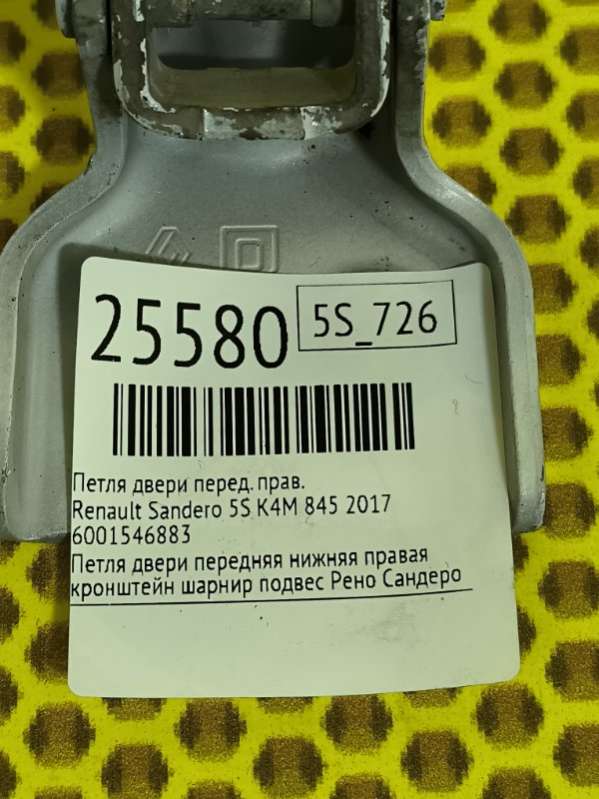 25580
5S_726
Петля двери перед. прав.
Renault Sandero 5S K4M 845 2017
6001546883
Петля двери передняя нижняя правая
кронштейн шарнир подвес Рено Сандеро